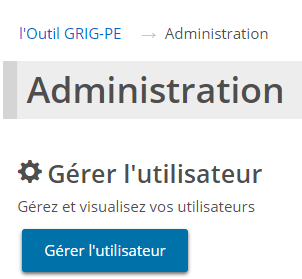 l'Outil GRIG-PE → Administration
Administration
Gérer l'utilisateur
Gérez et visualisez vos utilisateurs
Gérer l'utilisateur